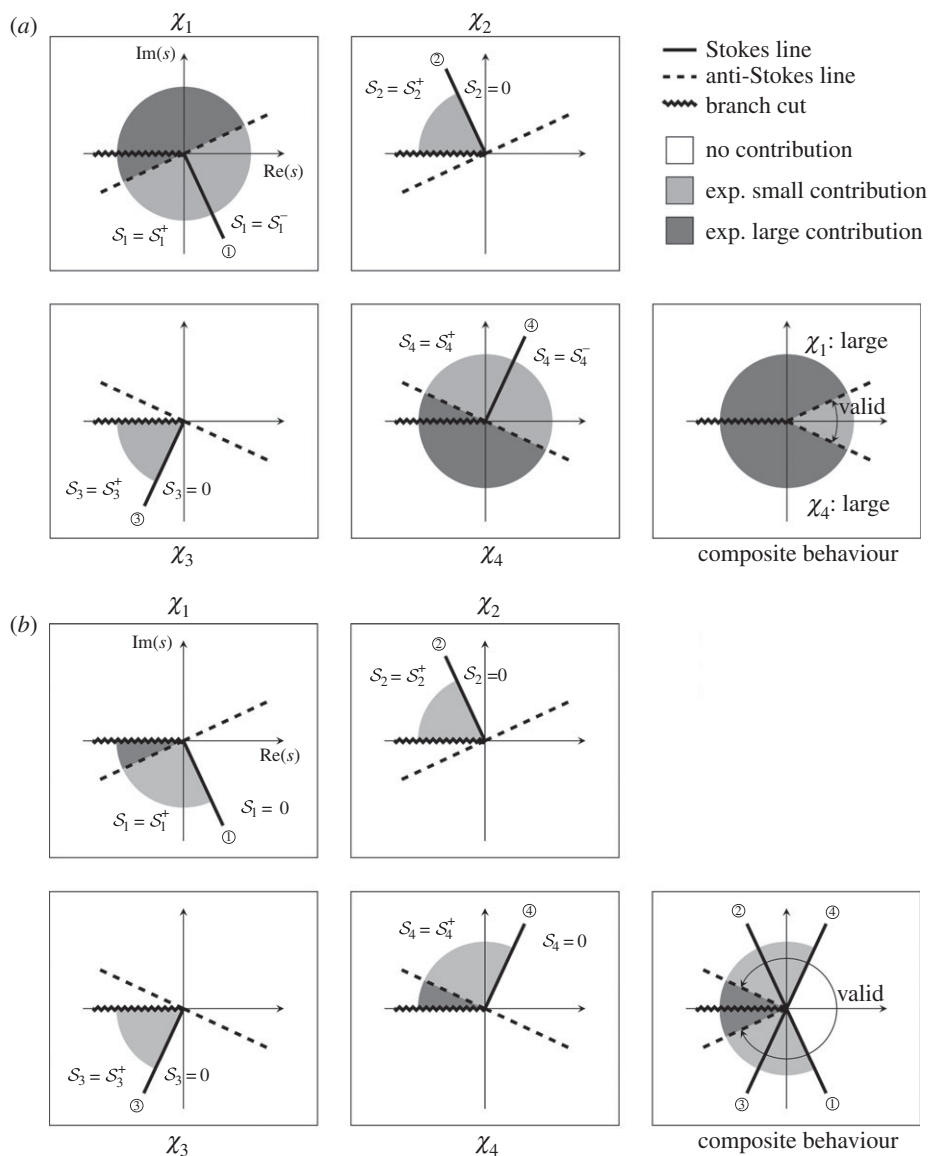 (a)
χ₁
χ₂
Im(s)
Re(s)
S₁ = S₁⁺
S₁ = S₁⁻
①
②
S₂ = S₂⁺
S₂ = 0
Stokes line
anti-Stokes line
branch cut
no contribution
exp. small contribution
exp. large contribution
S₃ = S₃⁺
S₃ = 0
③
χ₃
④
S₄ = S₄⁺
S₄ = S₄⁻
χ₄
χ₁: large
valid
χ₄: large
composite behaviour
(b)
χ₁
χ₂
Im(s)
Re(s)
S₁ = S₁⁺
S₁ = 0
①
②
S₂ = S₂⁺
S₂ = 0
S₃ = S₃⁺
S₃ = 0
③
χ₃
④
S₄ = S₄⁺
S₄ = 0
χ₄
②
④
valid
③
①
composite behaviour